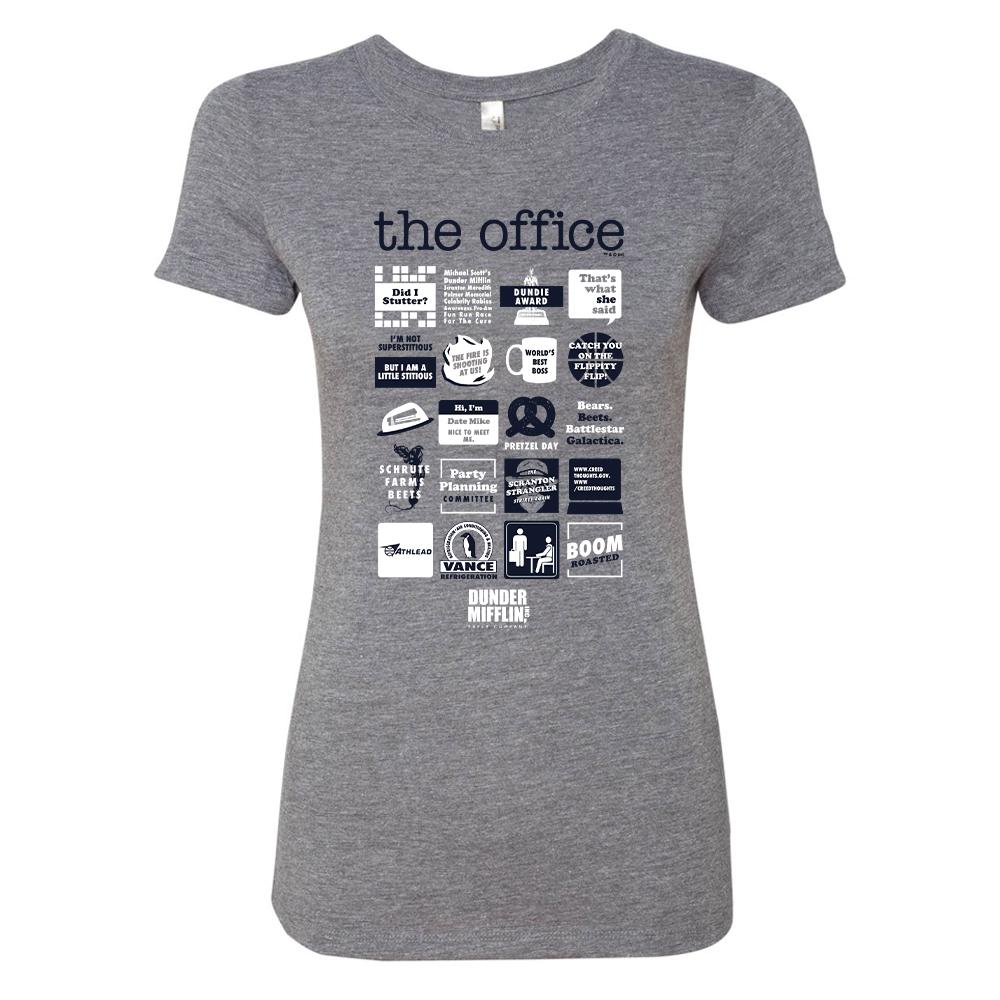 the office
Did I
Stutter?
Michael Scott's
Dunder Mifflin
Scranton Meredith
Palmer Memorial
Celebrity Rabies
Awareness Pro-Am
Fun Run Race
For The Cure
DUNDIE
AWARD
That's
what
she
said
I'M NOT
SUPERSTITIOUS
BUT I AM A
LITTLE STITIOUS
THE FIRE IS
SHOOTING
AT US!
WORLD'S
BEST
BOSS
CATCH YOU
ON THE
FLIPPITY
FLIP!
Hi, I'm
Date Mike
NICE TO MEET
ME.
PRETZEL DAY
Bears.
Beets.
Battlestar
Galactica.
SCHRUTE
FARMS
BEETS
Party
Planning
COMMITTEE
THE
SCRANTON
STRANGLER
STRIKES AGAIN
WWW.CREED
THOUGHTS.GOV.
WWW
/CREEDTHOUGHTS
ATHLEAD
VANCE
REFRIGERATION
BOOM
ROASTED
DUNDER
MIFFLIN, INC.
PAPER COMPANY